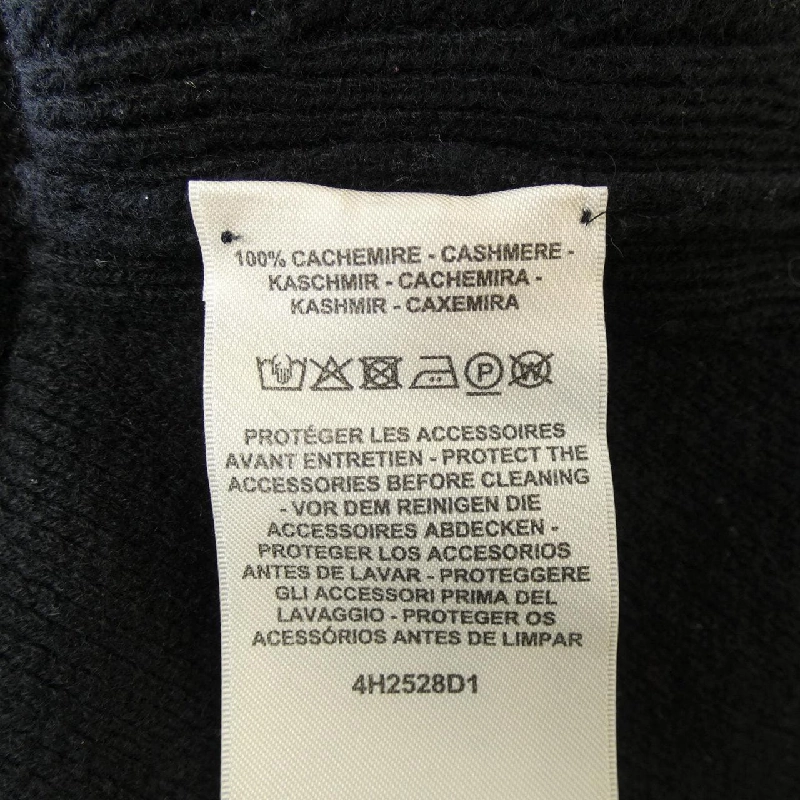 100% CACHEMIRE - CASHMERE -
KASCHMIR - CACHEMIRA -
KASHMIR - CAXEMIRA
P W
PROTÉGER LES ACCESSOIRES
AVANT ENTRETIEN - PROTECT THE
ACCESSORIES BEFORE CLEANING
- VOR DEM REINIGEN DIE
ACCESSOIRES ABDECKEN -
PROTEGER LOS ACCESORIOS
ANTES DE LAVAR - PROTEGGERE
GLI ACCESSORI PRIMA DEL
LAVAGGIO - PROTEGER OS
ACESSÓRIOS ANTES DE LIMPAR
4H2528D1